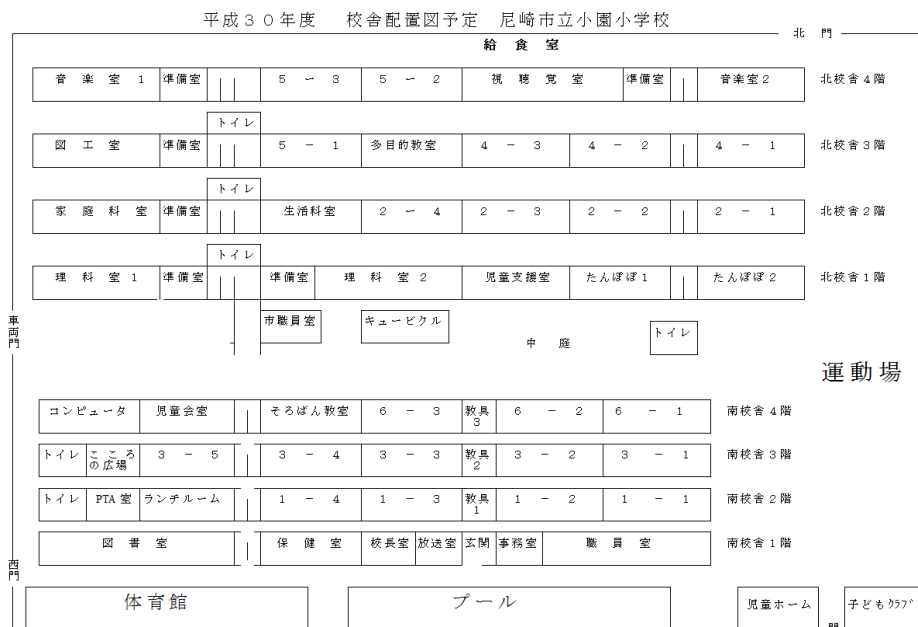 平成３０年度 校舎配置図予定 尼崎市立小園小学校
北 門
給 食 室
音 楽 室 1 準備室 5 － 3 5 － 2 視 聴 覚 室 準備室 音楽室2 北校舎4階
トイレ
図 工 室 準備室 5 － 1 多目的教室 4 － 3 4 － 2 4 － 1 北校舎3階
トイレ
家 庭 科 室 準備室 生活科室 2 － 4 2 － 3 2 － 2 2 － 1 北校舎2階
トイレ
理 科 室 1 準備室 準備室 理 科 室 2 児童支援室 たんぽぽ1 たんぽぽ2 北校舎1階
車両門
市職員室 キュービクル 中 庭 トイレ
運動場
コンピュータ 児童会室 そろばん教室 6 － 3 教具3 6 － 2 6 － 1 南校舎4階
トイレ こころの広場 3 － 5 3 － 4 3 － 3 教具2 3 － 2 3 － 1 南校舎3階
トイレ PTA室 ランチルーム 1 － 4 1 － 3 教具1 1 － 2 1 － 1 南校舎2階
図 書 室 保 健 室 校長室 放送室 玄関 事務室 職 員 室 南校舎1階
西門
体育館 プール 児童ホーム 子どもクラブ
門